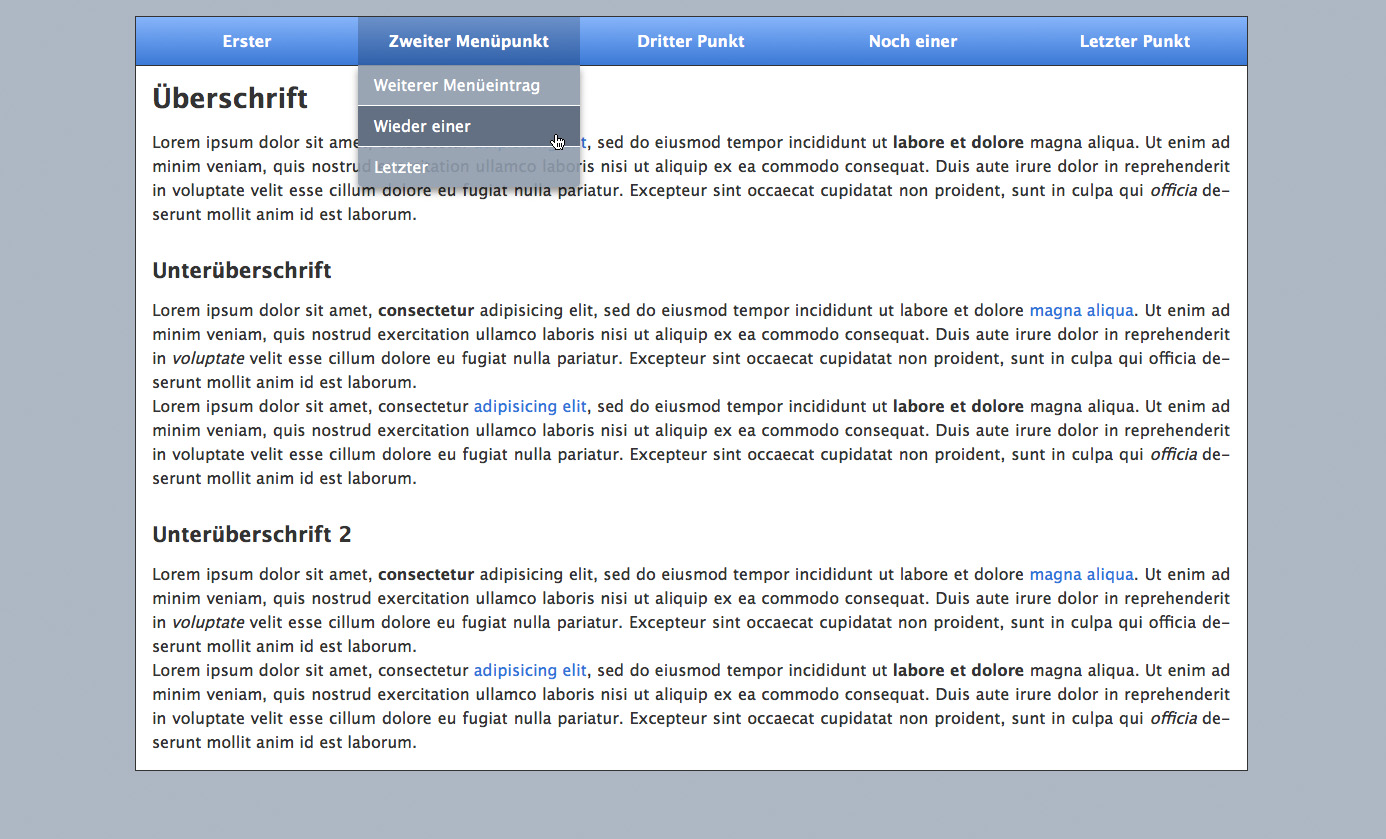 Erster Zweiter Menüpunkt Dritter Punkt Noch einer Letzter Punkt
Weiterer Menüeintrag
Wieder einer
Letzter
Überschrift
Lorem ipsum dolor sit ame t, sed do eiusmod tempor incididunt ut labore et dolore magna aliqua. Ut enim ad
minim veniam, quis nostrud exercitation ullamco laboris nisi ut aliquip ex ea commodo consequat. Duis aute irure dolor in reprehenderit
in voluptate velit esse cillum dolore eu fugiat nulla pariatur. Excepteur sint occaecat cupidatat non proident, sunt in culpa qui officia de-
serunt mollit anim id est laborum.
Unterüberschrift
Lorem ipsum dolor sit amet, consectetur adipisicing elit, sed do eiusmod tempor incididunt ut labore et dolore magna aliqua. Ut enim ad
minim veniam, quis nostrud exercitation ullamco laboris nisi ut aliquip ex ea commodo consequat. Duis aute irure dolor in reprehenderit
in voluptate velit esse cillum dolore eu fugiat nulla pariatur. Excepteur sint occaecat cupidatat non proident, sunt in culpa qui officia de-
serunt mollit anim id est laborum.
Lorem ipsum dolor sit amet, consectetur adipisicing elit, sed do eiusmod tempor incididunt ut labore et dolore magna aliqua. Ut enim ad
minim veniam, quis nostrud exercitation ullamco laboris nisi ut aliquip ex ea commodo consequat. Duis aute irure dolor in reprehenderit
in voluptate velit esse cillum dolore eu fugiat nulla pariatur. Excepteur sint occaecat cupidatat non proident, sunt in culpa qui officia de-
serunt mollit anim id est laborum.
Unterüberschrift 2
Lorem ipsum dolor sit amet, consectetur adipisicing elit, sed do eiusmod tempor incididunt ut labore et dolore magna aliqua. Ut enim ad
minim veniam, quis nostrud exercitation ullamco laboris nisi ut aliquip ex ea commodo consequat. Duis aute irure dolor in reprehenderit
in voluptate velit esse cillum dolore eu fugiat nulla pariatur. Excepteur sint occaecat cupidatat non proident, sunt in culpa qui officia de-
serunt mollit anim id est laborum.
Lorem ipsum dolor sit amet, consectetur adipisicing elit, sed do eiusmod tempor incididunt ut labore et dolore magna aliqua. Ut enim ad
minim veniam, quis nostrud exercitation ullamco laboris nisi ut aliquip ex ea commodo consequat. Duis aute irure dolor in reprehenderit
in voluptate velit esse cillum dolore eu fugiat nulla pariatur. Excepteur sint occaecat cupidatat non proident, sunt in culpa qui officia de-
serunt mollit anim id est laborum.